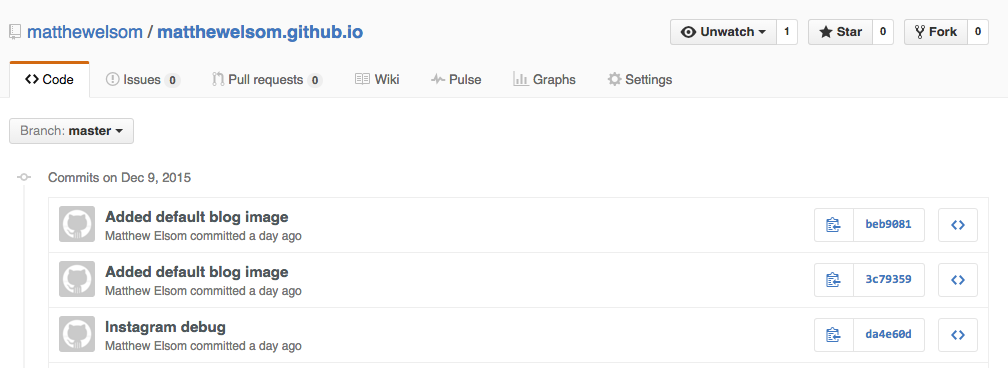 matthewelsom / matthewelsom.github.io
Unwatch 1 Star 0 Fork 0
Code Issues 0 Pull requests 0 Wiki Pulse Graphs Settings
Branch: master
Commits on Dec 9, 2015
Added default blog image
Matthew Elsom committed a day ago
beb9081
Added default blog image
Matthew Elsom committed a day ago
3c79359
Instagram debug
Matthew Elsom committed a day ago
da4e60d